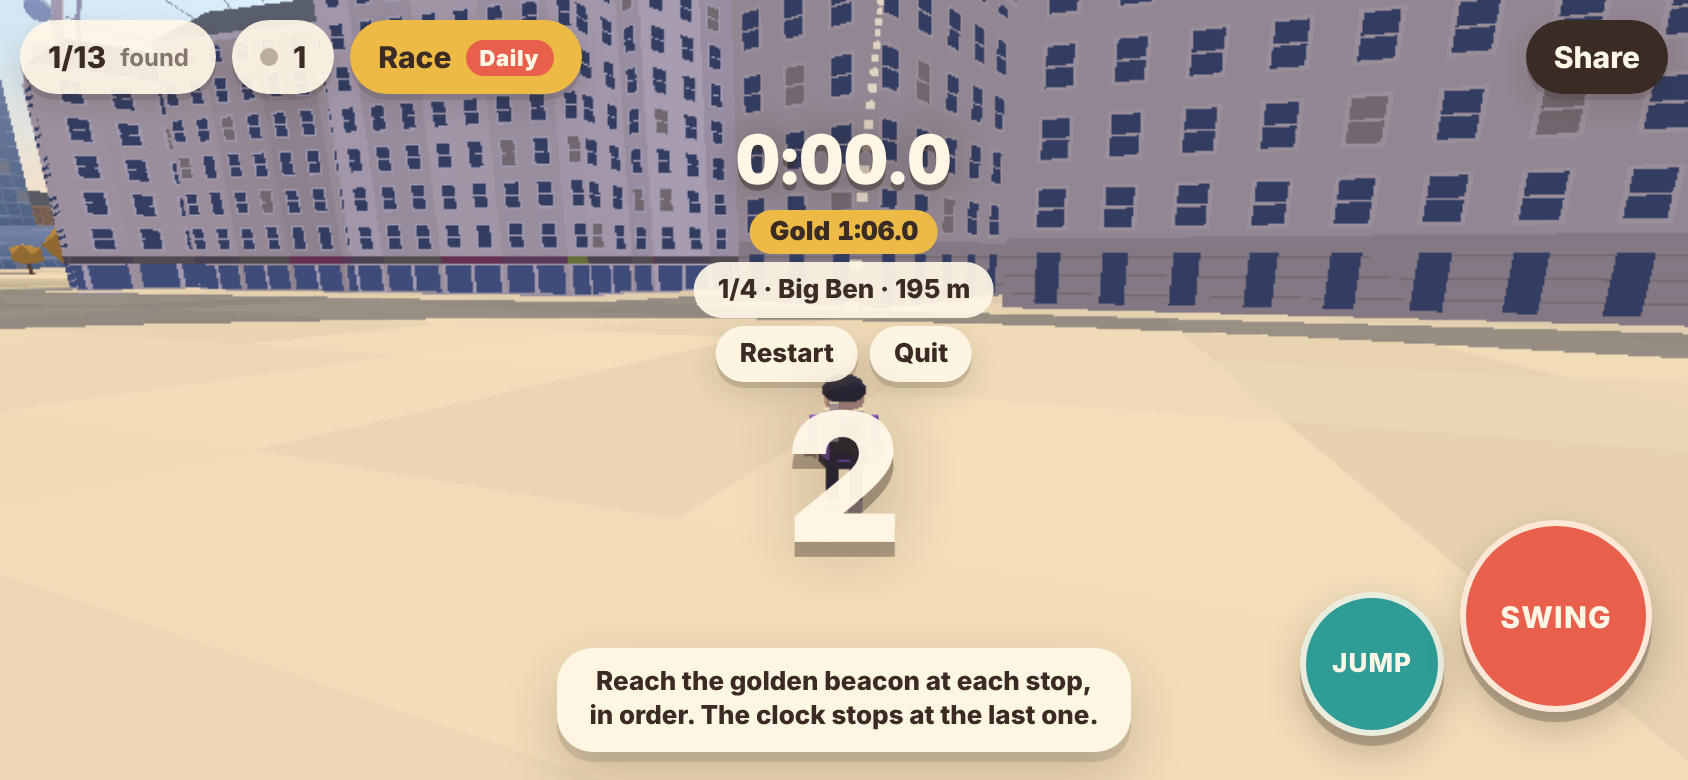 1/13 found
1
Race Daily
Share
0:00.0
Gold 1:06.0
1/4 · Big Ben · 195 m
Restart
Quit
2
SWING
JUMP
Reach the golden beacon at each stop,
in order. The clock stops at the last one.